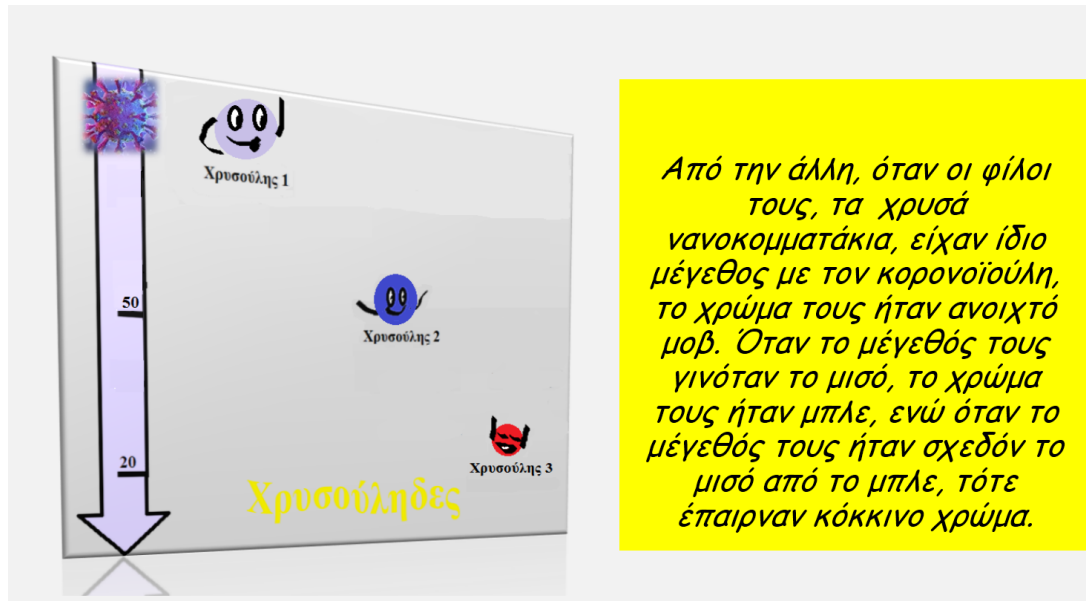 Χρυσούλης 1
50
Χρυσούλης 2
20
Χρυσούλης 3
Χρυσούληδες
Από την άλλη, όταν οι φίλοι
τους, τα χρυσά
νανοκομματάκια, είχαν ίδιο
μέγεθος με τον κορονοϊούλη,
το χρώμα τους ήταν ανοιχτό
μοβ. Όταν το μέγεθός τους
γινόταν το μισό, το χρώμα
τους ήταν μπλε, ενώ όταν το
μέγεθός τους ήταν σχεδόν το
μισό από το μπλε, τότε
έπαιρναν κόκκινο χρώμα.